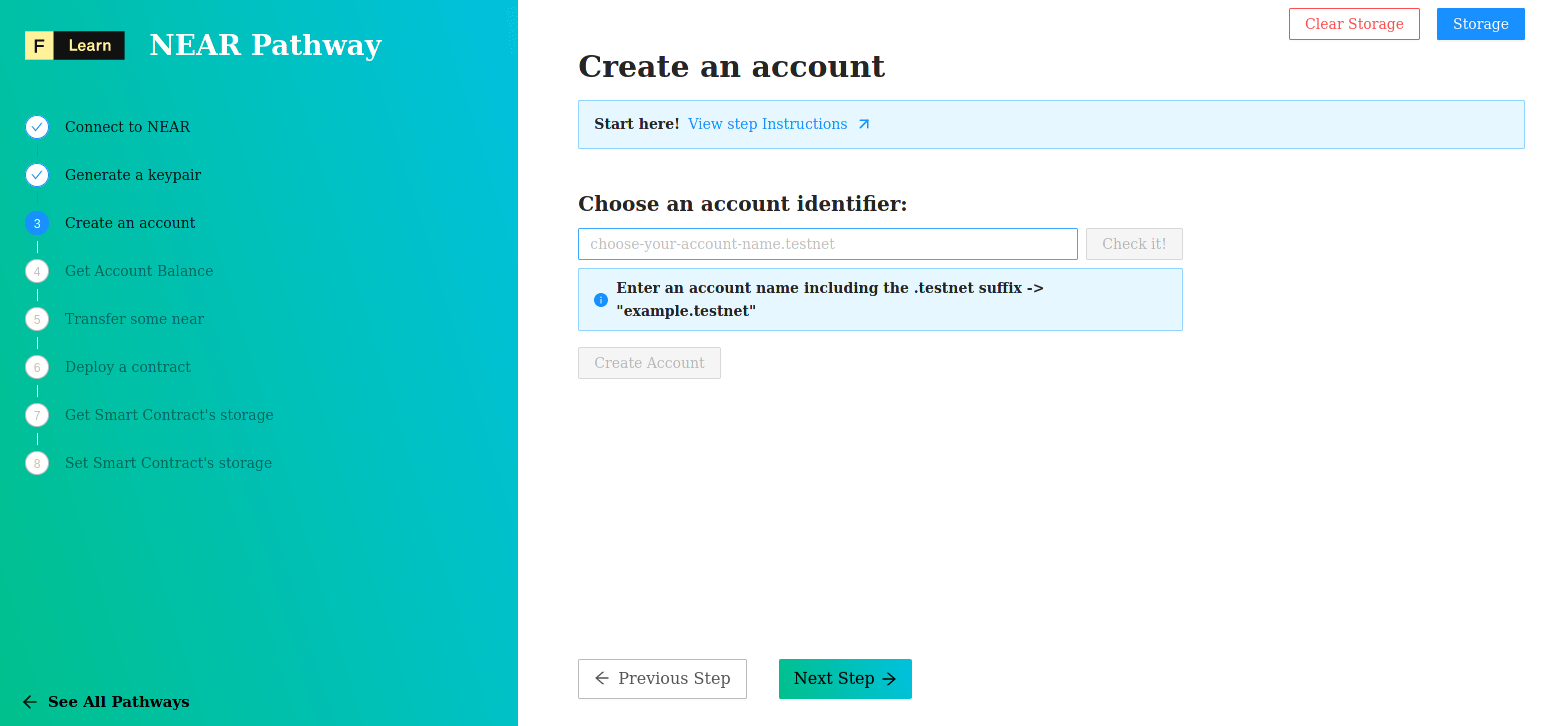 F Learn
NEAR Pathway
Connect to NEAR
Generate a keypair
3 Create an account
4 Get Account Balance
5 Transfer some near
6 Deploy a contract
7 Get Smart Contract's storage
8 Set Smart Contract's storage
See All Pathways
Clear Storage
Storage
Create an account
Start here! View step Instructions
Choose an account identifier:
choose-your-account-name.testnet
Check it!
Enter an account name including the .testnet suffix ->
"example.testnet"
Create Account
Previous Step
Next Step